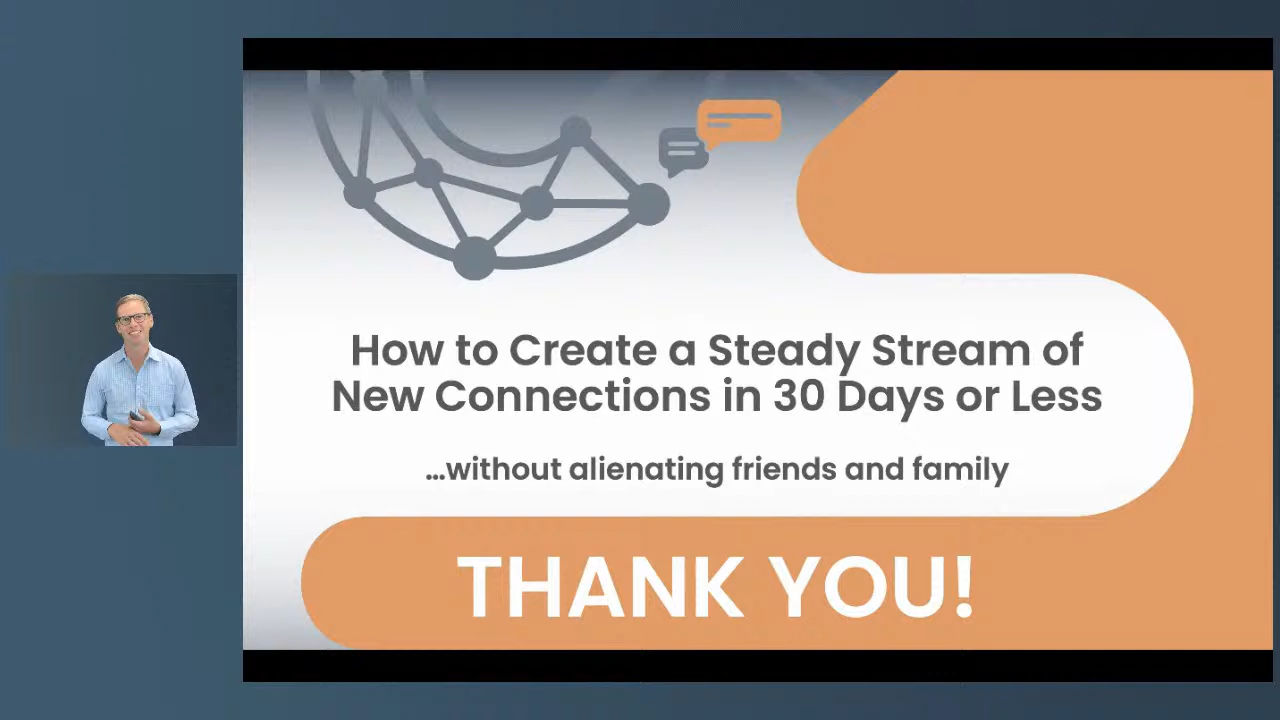 How to Create a Steady Stream of
New Connections in 30 Days or Less
...without alienating friends and family
THANK YOU!